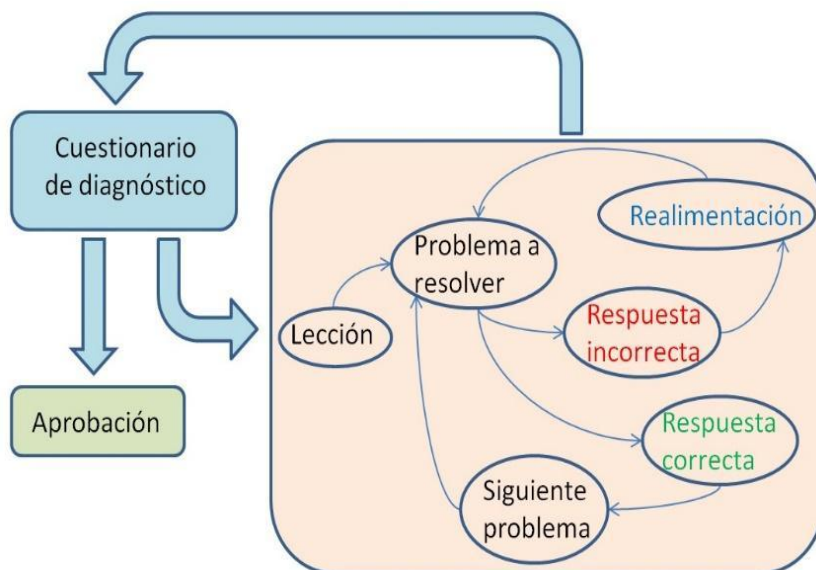 Cuestionario
de diagnóstico
Realimentación
Problema a
resolver
Lección
Respuesta
incorrecta
Aprobación
Respuesta
correcta
Siguiente
problema